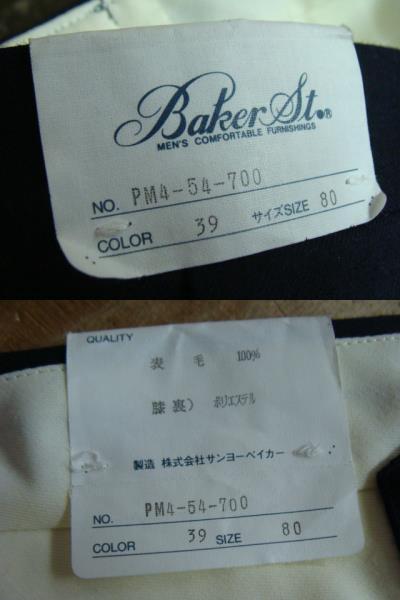 Baker St.®
MEN'S COMFORTABLE FURNISHINGS
NO. PM4-54-700
COLOR 39 サイズSIZE 80
QUALITY
表 毛 100%
膝裏) ポリエステル
製造 株式会社サンヨーベイカー
NO. PM4-54-700
COLOR 39 SIZE 80